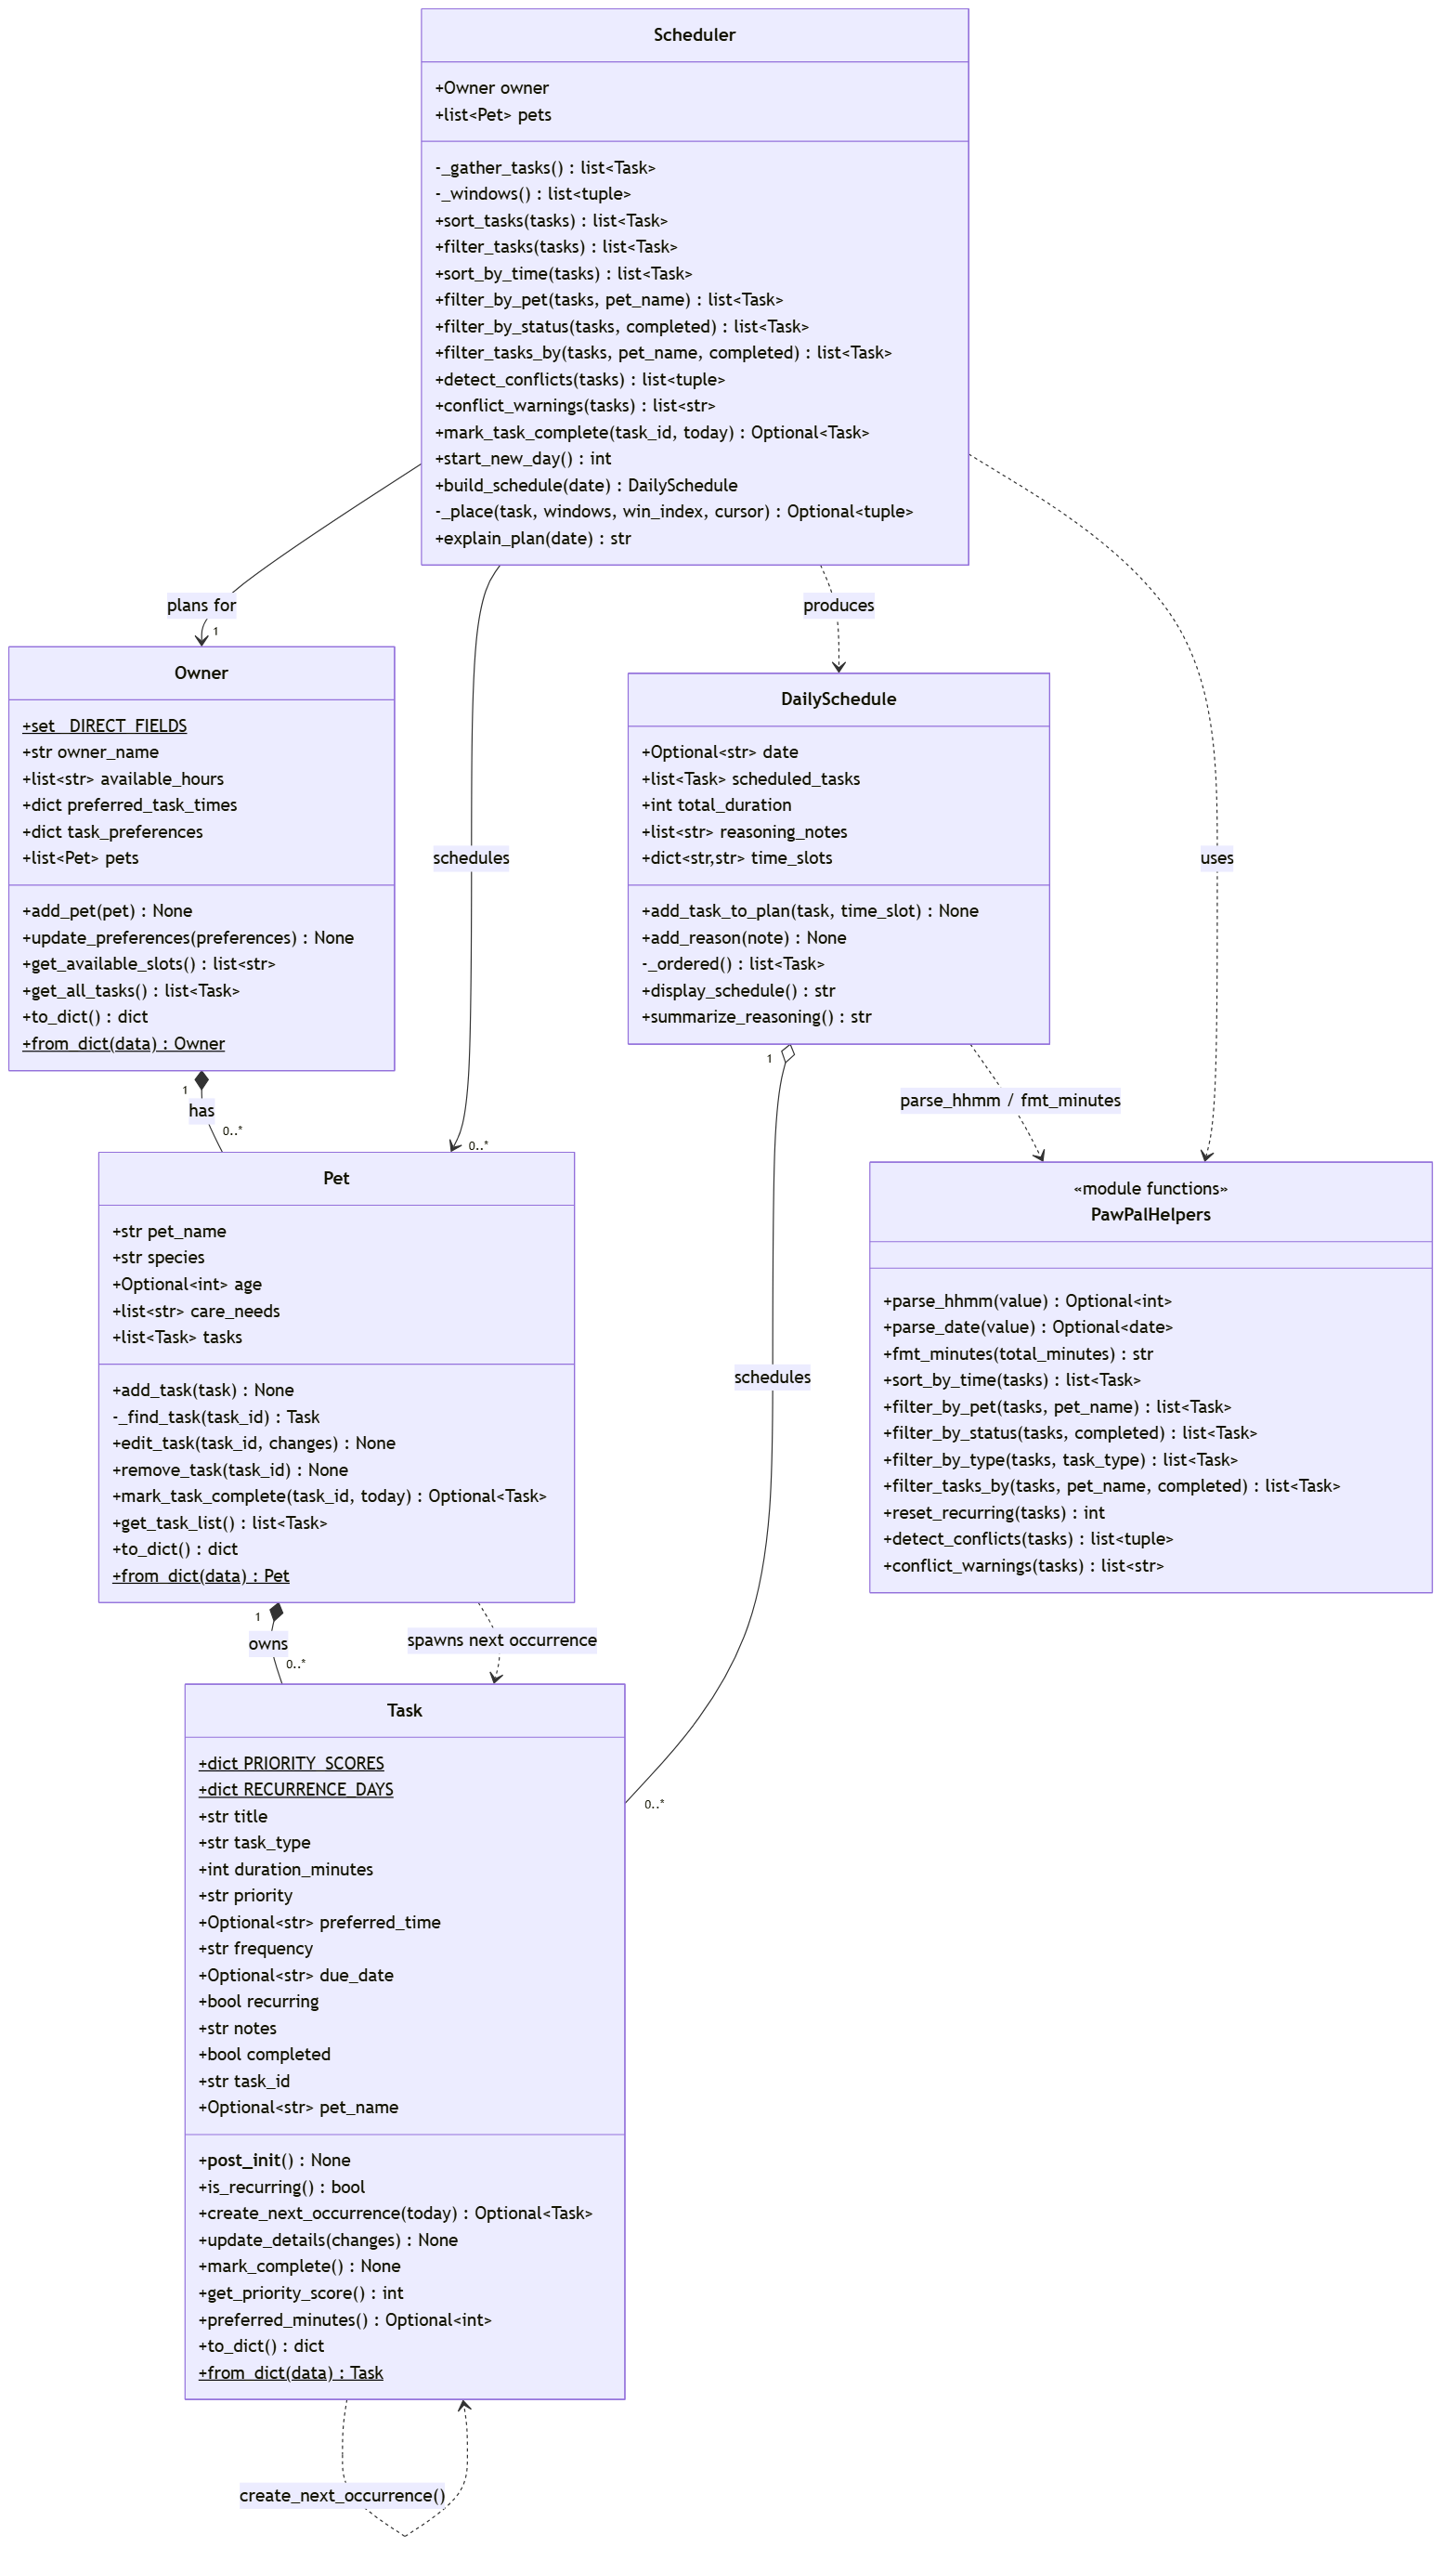 Scheduler
+Owner owner
+list<Pet> pets
-_gather_tasks() : list<Task>
-_windows() : list<tuple>
+sort_tasks(tasks) : list<Task>
+filter_tasks(tasks) : list<Task>
+sort_by_time(tasks) : list<Task>
+filter_by_pet(tasks, pet_name) : list<Task>
+filter_by_status(tasks, completed) : list<Task>
+filter_tasks_by(tasks, pet_name, completed) : list<Task>
+detect_conflicts(tasks) : list<tuple>
+conflict_warnings(tasks) : list<str>
+mark_task_complete(task_id, today) : Optional<Task>
+start_new_day() : int
+build_schedule(date) : DailySchedule
-_place(task, windows, win_index, cursor) : Optional<tuple>
+explain_plan(date) : str
plans for
1
produces
schedules
0..*
uses
Owner
+set _DIRECT_FIELDS
+str owner_name
+list<str> available_hours
+dict preferred_task_times
+dict task_preferences
+list<Pet> pets
+add_pet(pet) : None
+update_preferences(preferences) : None
+get_available_slots() : list<str>
+get_all_tasks() : list<Task>
+to_dict() : dict
+from_dict(data) : Owner
DailySchedule
+Optional<str> date
+list<Task> scheduled_tasks
+int total_duration
+list<str> reasoning_notes
+dict<str,str> time_slots
+add_task_to_plan(task, time_slot) : None
+add_reason(note) : None
-_ordered() : list<Task>
+display_schedule() : str
+summarize_reasoning() : str
1
has
0..*
1
schedules
0..*
parse_hhmm / fmt_minutes
Pet
+str pet_name
+str species
+Optional<int> age
+list<str> care_needs
+list<Task> tasks
+add_task(task) : None
-_find_task(task_id) : Task
+edit_task(task_id, changes) : None
+remove_task(task_id) : None
+mark_task_complete(task_id, today) : Optional<Task>
+get_task_list() : list<Task>
+to_dict() : dict
+from_dict(data) : Pet
«module functions»
PawPalHelpers
+parse_hhmm(value) : Optional<int>
+parse_date(value) : Optional<date>
+fmt_minutes(total_minutes) : str
+sort_by_time(tasks) : list<Task>
+filter_by_pet(tasks, pet_name) : list<Task>
+filter_by_status(tasks, completed) : list<Task>
+filter_by_type(tasks, task_type) : list<Task>
+filter_tasks_by(tasks, pet_name, completed) : list<Task>
+reset_recurring(tasks) : int
+detect_conflicts(tasks) : list<tuple>
+conflict_warnings(tasks) : list<str>
1
owns
0..*
spawns next occurrence
Task
+dict PRIORITY_SCORES
+dict RECURRENCE_DAYS
+str title
+str task_type
+int duration_minutes
+str priority
+Optional<str> preferred_time
+str frequency
+Optional<str> due_date
+bool recurring
+str notes
+bool completed
+str task_id
+Optional<str> pet_name
+post_init() : None
+is_recurring() : bool
+create_next_occurrence(today) : Optional<Task>
+update_details(changes) : None
+mark_complete() : None
+get_priority_score() : int
+preferred_minutes() : Optional<int>
+to_dict() : dict
+from_dict(data) : Task
create_next_occurrence()